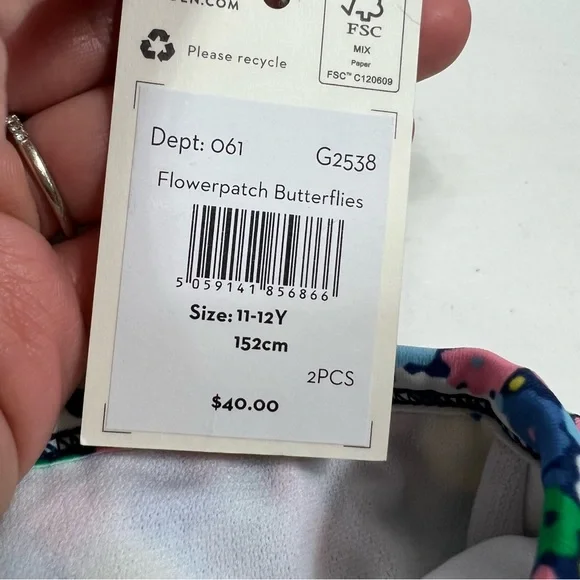 Please recycle
FSC
MIX
Paper
FSC™ C120609
Dept: 061
G2538
Flowerpatch Butterflies
5 059141 856866
Size: 11-12Y
152cm
2PCS
$40.00